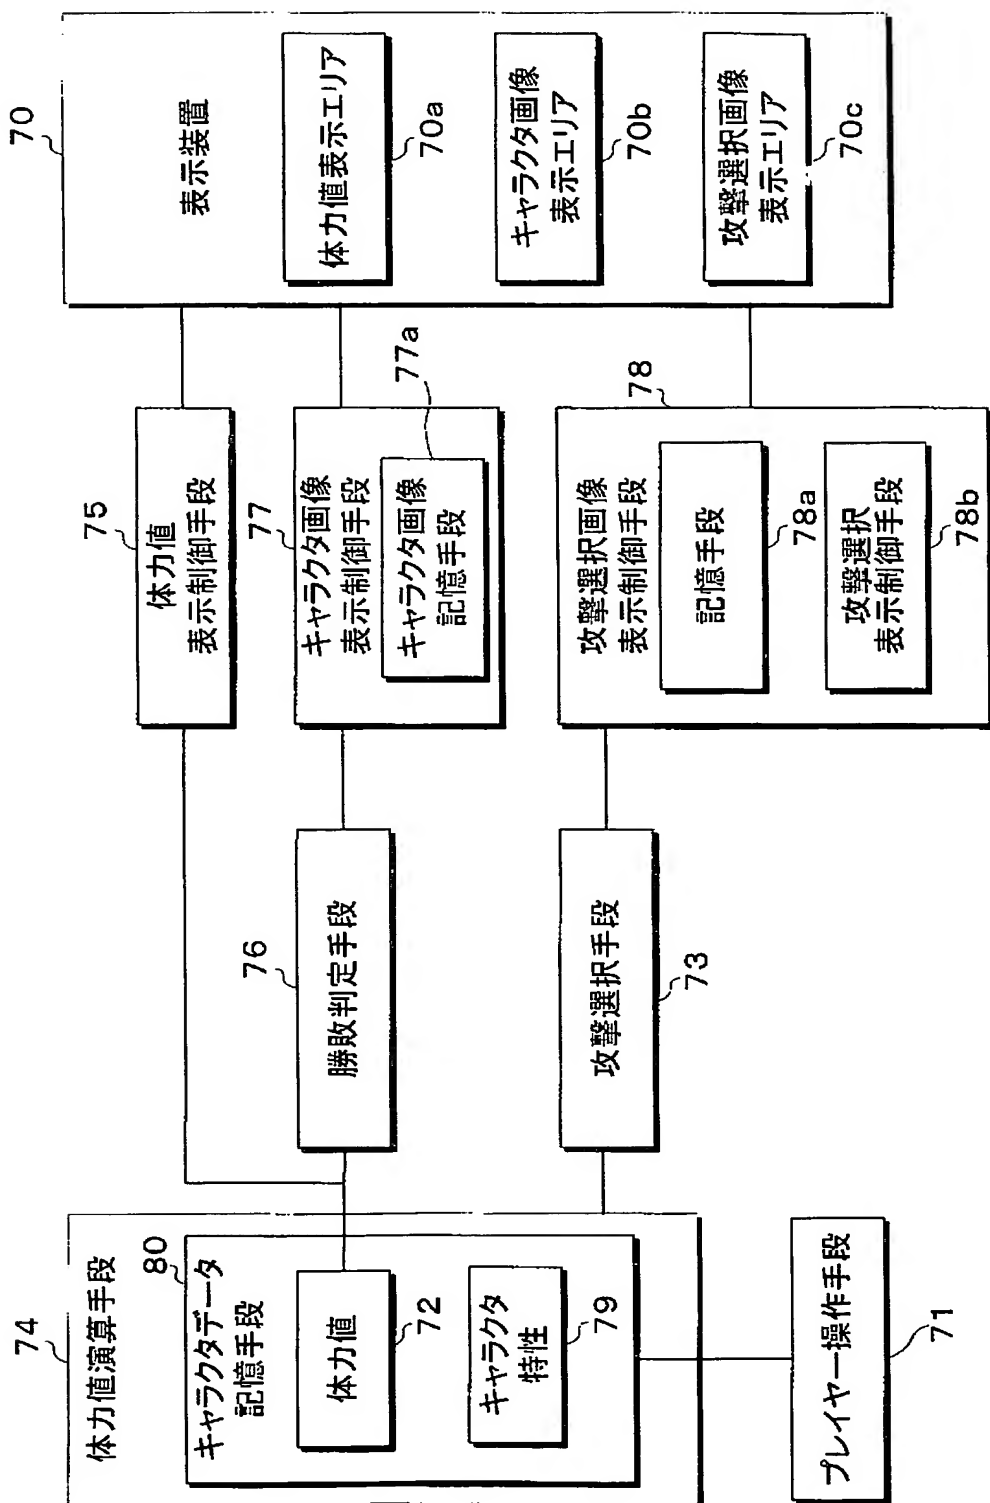 70
表示装置
体力値表示エリア
70a
キャラクタ画像
表示エリア
70b
攻撃選択画像
表示エリア
70c
75
体力値
表示制御手段
77
キャラクタ画像
表示制御手段
77a
キャラクタ画像
記憶手段
78
攻撃選択画像
表示制御手段
記憶手段
78a
攻撃選択
表示制御手段
78b
76
勝敗判定手段
攻撃選択手段
73
74
体力値演算手段
80
キャラクタデータ
記憶手段
体力値
72
キャラクタ
特性
79
プレイヤー操作手段
71